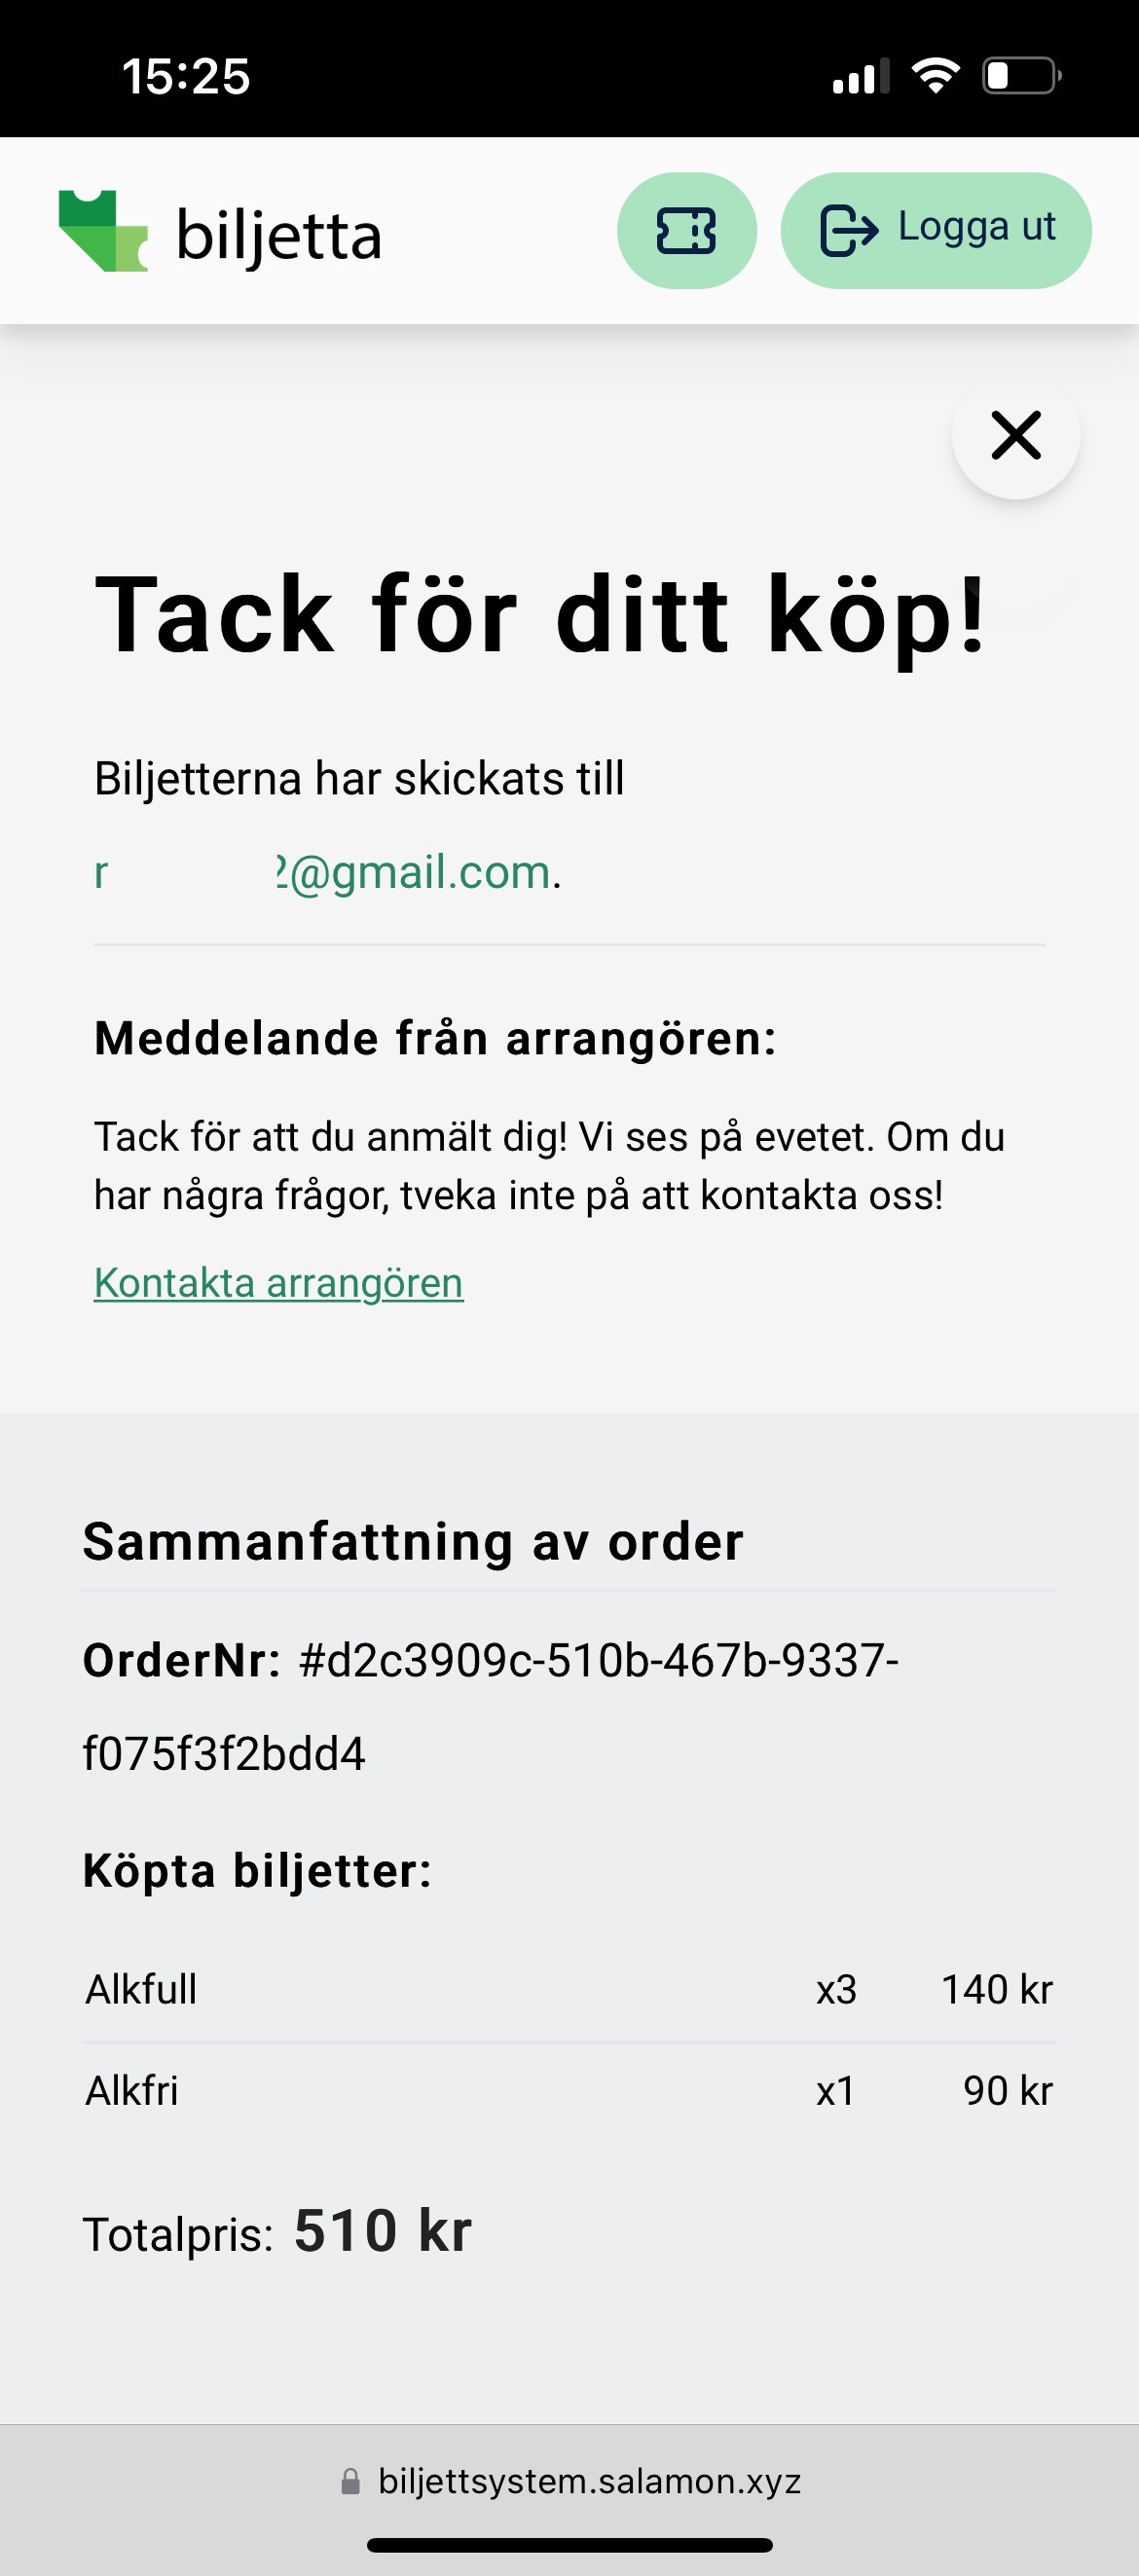 15:25
biljetta
Logga ut
Tack för ditt köp!
Biljetterna har skickats till
r 2@gmail.com.
Meddelande från arrangören:
Tack för att du anmält dig! Vi ses på evetet. Om du
har några frågor, tveka inte på att kontakta oss!
Kontakta arrangören
Sammanfattning av order
OrderNr: #d2c3909c-510b-467b-9337-
f075f3f2bdd4
Köpta biljetter:
Alkfull x3 140 kr
Alkfri x1 90 kr
Totalpris: 510 kr
biljettsystem.salamon.xyz